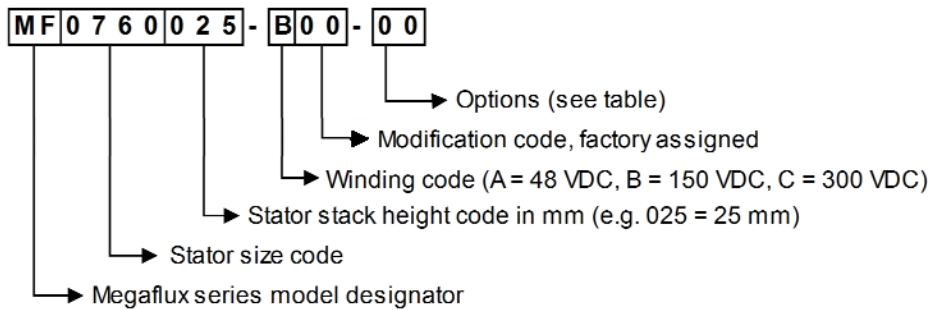 MF0760025-B00-00
Options (see table)
Modification code, factory assigned
Winding code (A = 48 VDC, B = 150 VDC, C = 300 VDC)
Stator stack height code in mm (e.g. 025 = 25 mm)
Stator size code
Megaflux series model designator